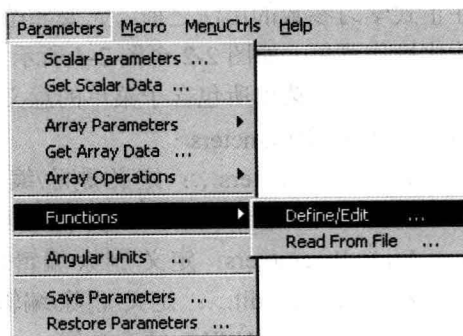 Parameters Macro MenuCtrls Help
Scalar Parameters ...
Get Scalar Data ...
Array Parameters
Get Array Data ...
Array Operations
Functions
Define/Edit ...
Read From File ...
Angular Units ...
Save Parameters ...
Restore Parameters ...